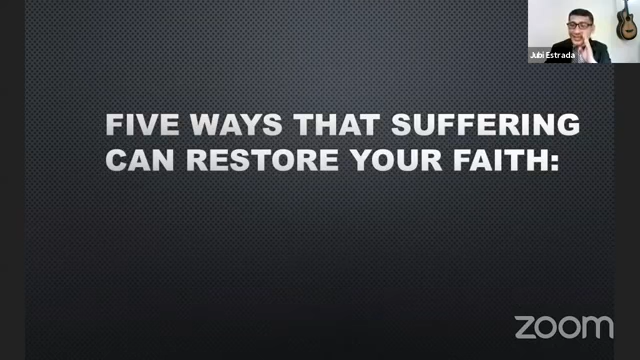 Jubi Estrada
FIVE WAYS THAT SUFFERING
CAN RESTORE YOUR FAITH:
zoom